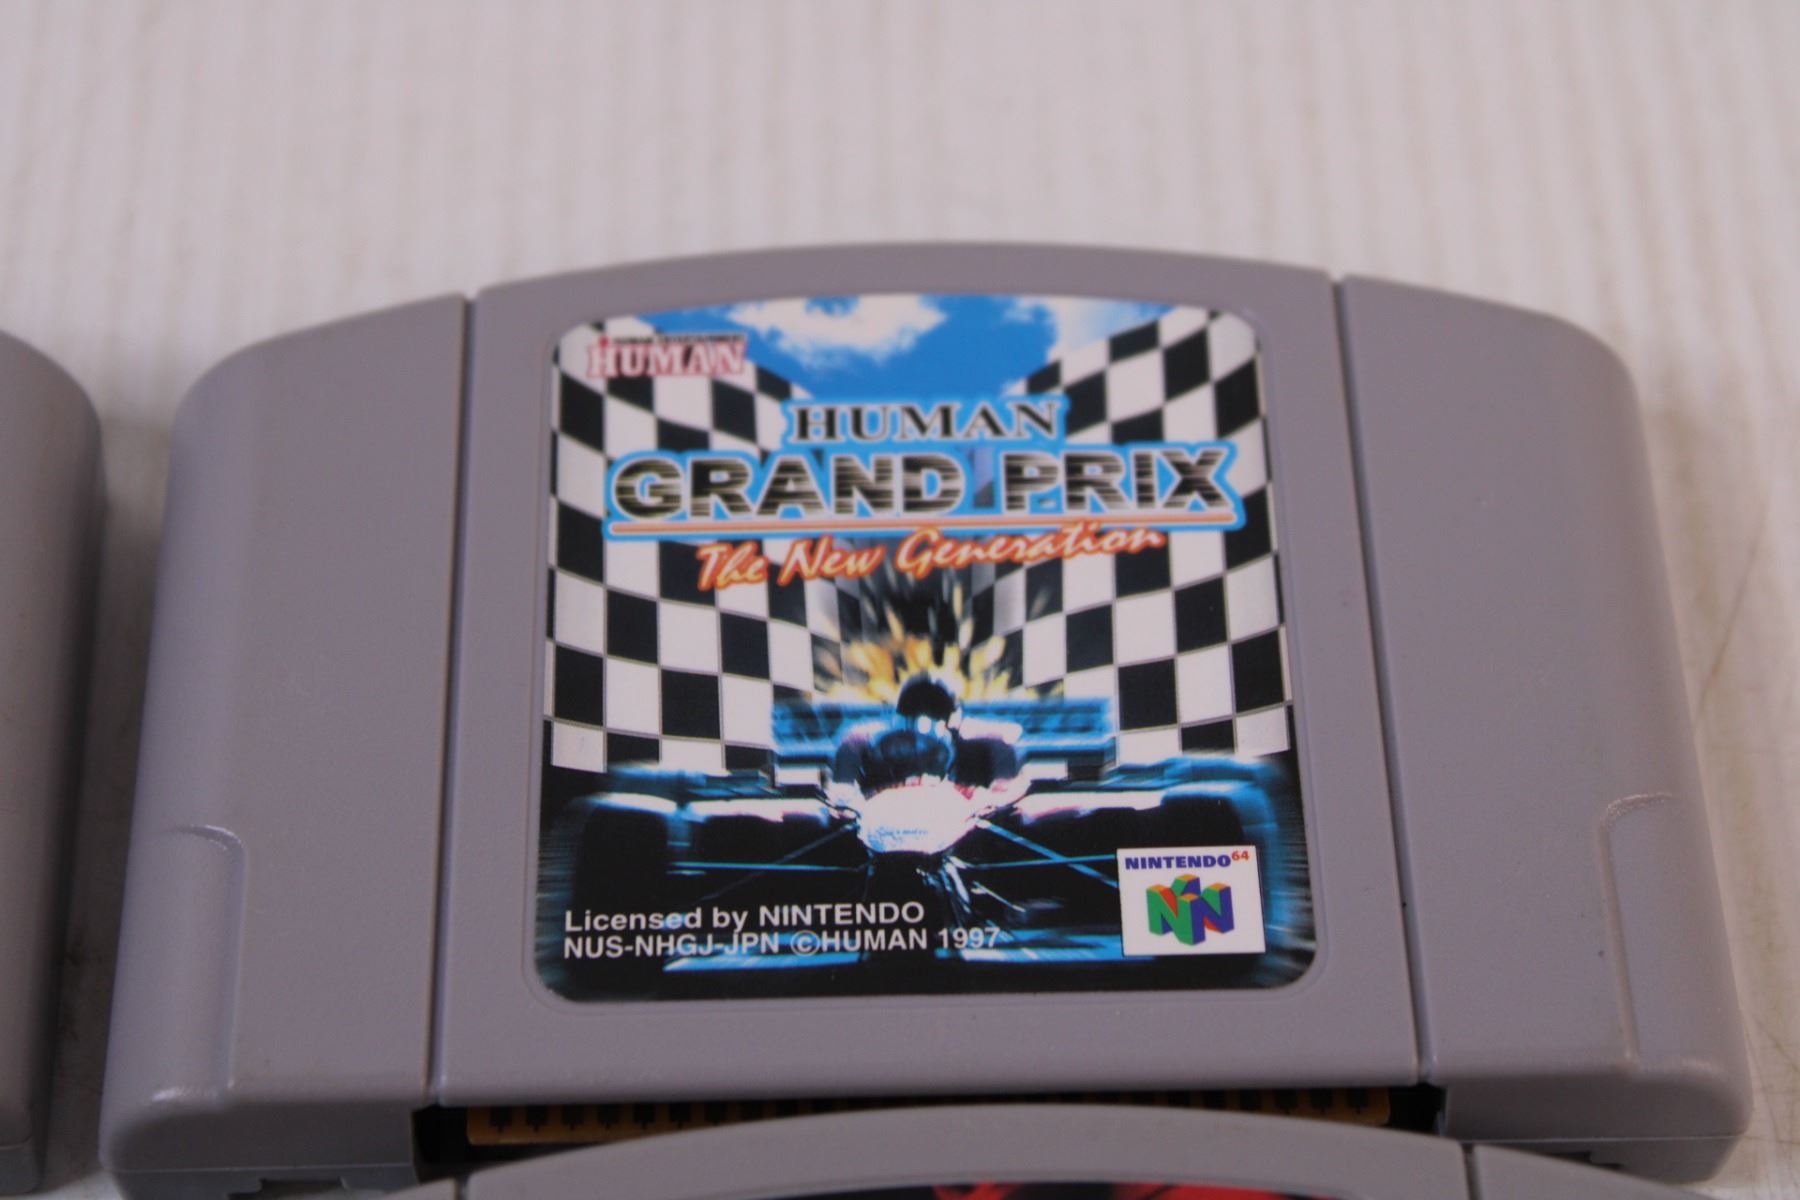 HUMAN
HUMAN
GRAND PRIX
The New Generation
NINTENDO64
Licensed by NINTENDO
NUS-NHGJ-JPN ©HUMAN 1997